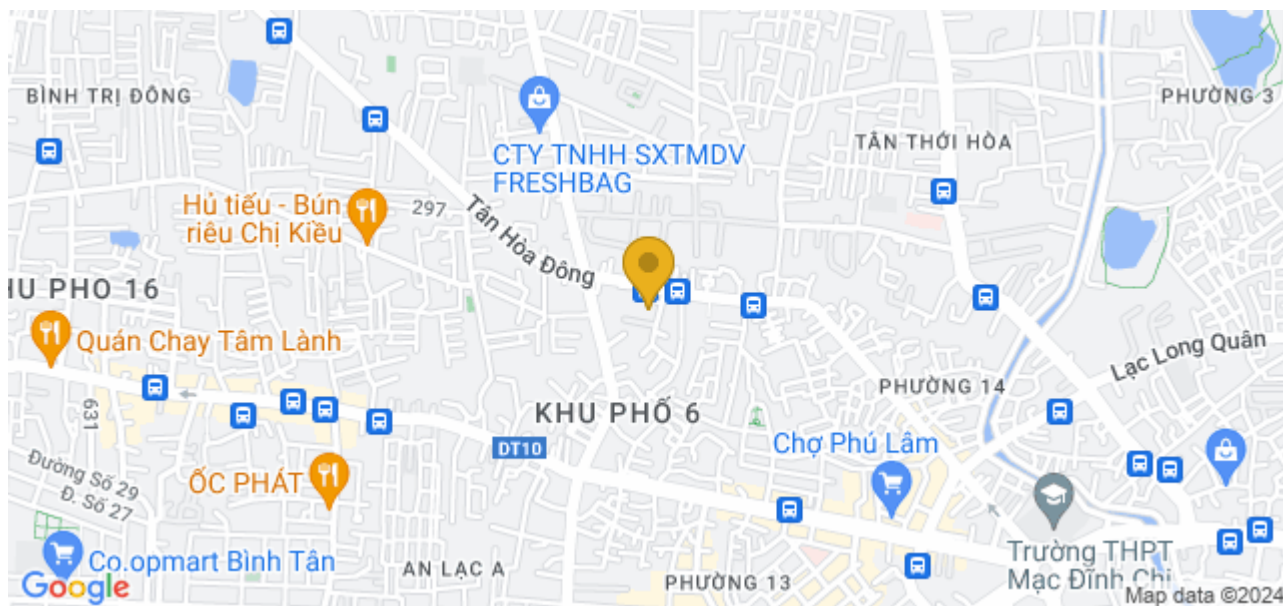 BÌNH TRỊ ĐÔNG
PHƯỜNG 3
TÂN THỚI HÒA
CTY TNHH SXTMDV
FRESHBAG
Hủ tiếu - Bún
riêu Chị Kiều
297
Tân Hòa Đông
HU PHO 16
Quán Chay Tâm Lành
Lạc Long Quân
PHƯỜNG 14
631
KHU PHỐ 6
DT10
Chợ Phú Lâm
Đường Số 29
Đ. Số 27
ỐC PHÁT
Co.opmart Bình Tân
AN LẠC A
PHƯỜNG 13
Trường THPT
Mạc Đĩnh Chi
Google
Map data ©2024